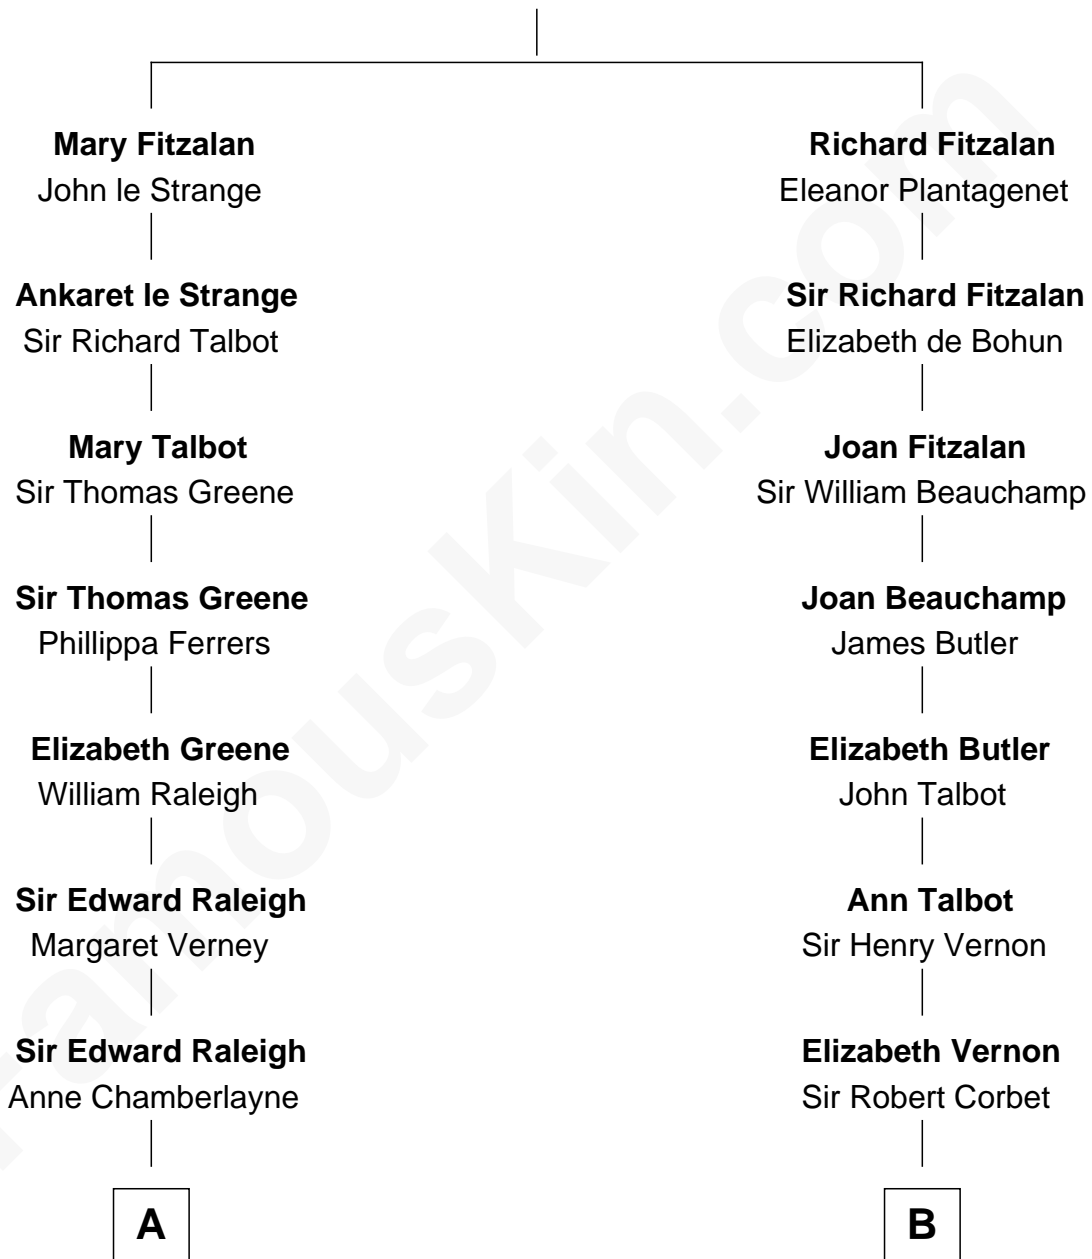 Mary Fitzalan
John le Strange
Richard Fitzalan
Eleanor Plantagenet
Ankaret le Strange
Sir Richard Talbot
Sir Richard Fitzalan
Elizabeth de Bohun
Mary Talbot
Sir Thomas Greene
Joan Fitzalan
Sir William Beauchamp
Sir Thomas Greene
Phillippa Ferrers
Joan Beauchamp
James Butler
Elizabeth Greene
William Raleigh
Elizabeth Butler
John Talbot
Sir Edward Raleigh
Margaret Verney
Ann Talbot
Sir Henry Vernon
Sir Edward Raleigh
Anne Chamberlayne
Elizabeth Vernon
Sir Robert Corbet
A
B
FamousKin.com